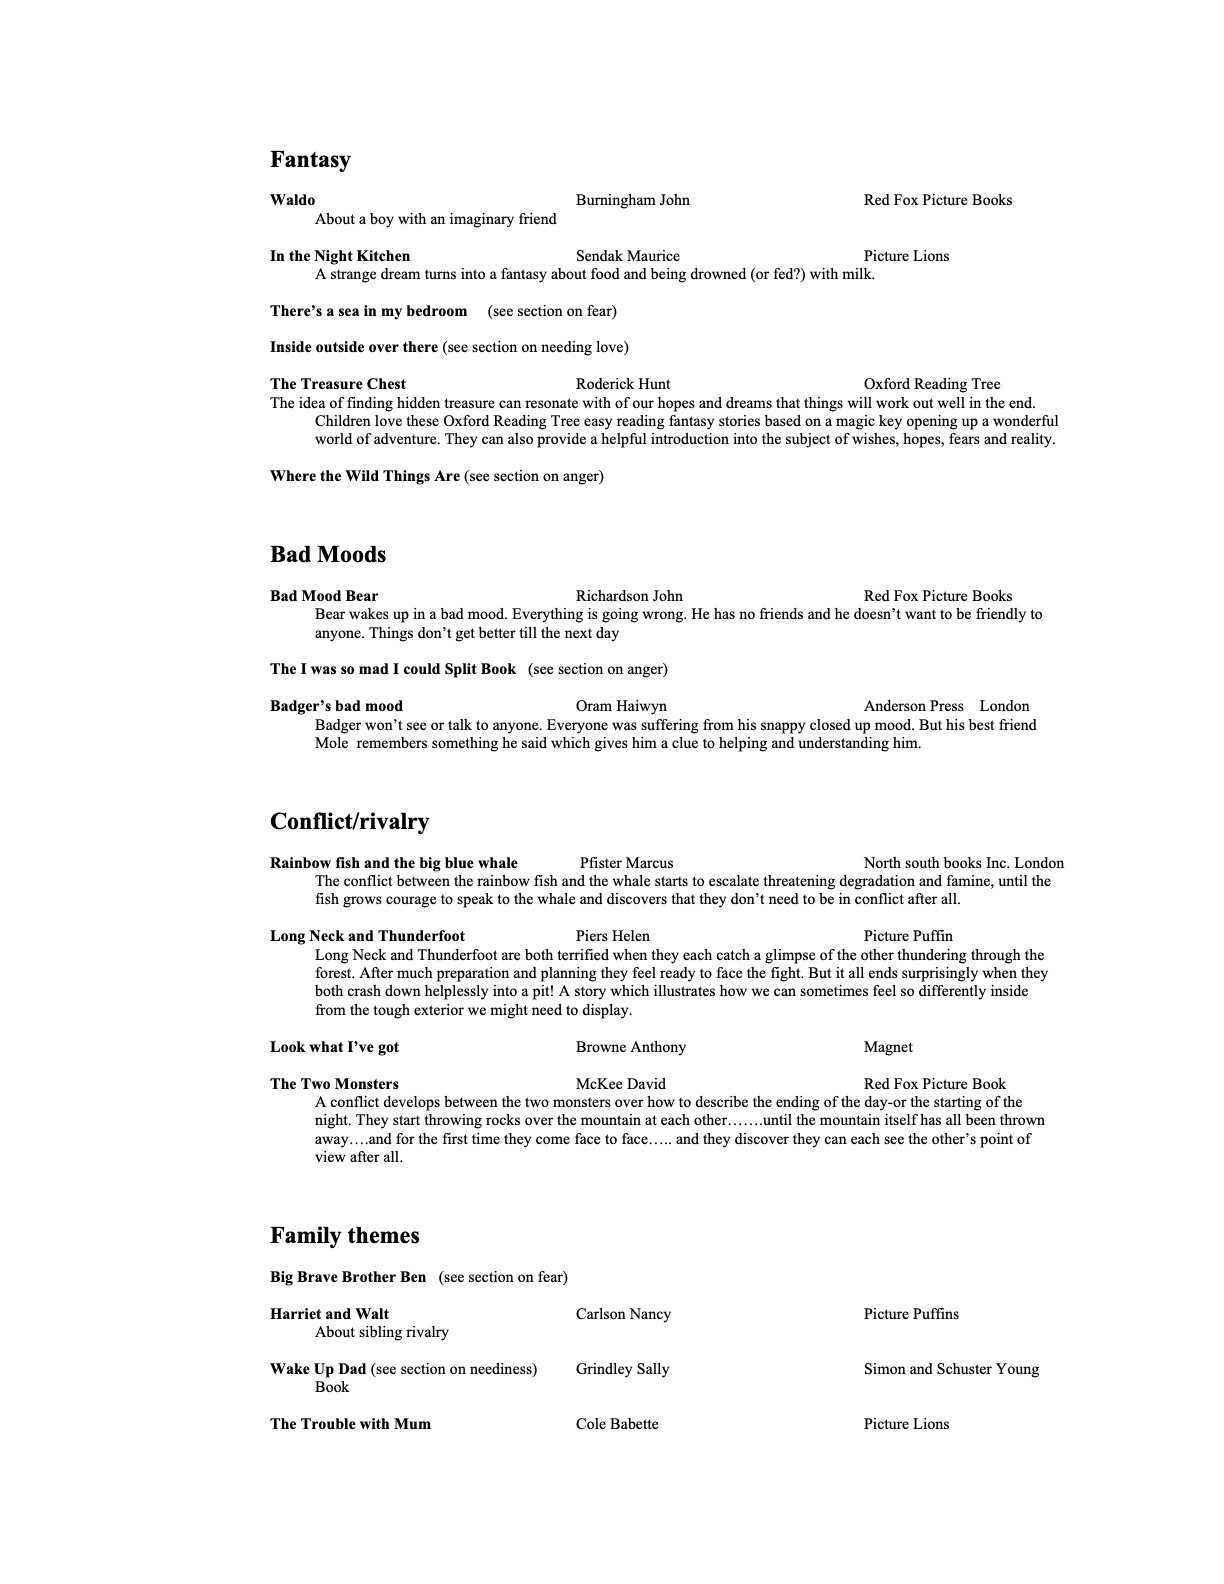 Fantasy
Waldo Burningham John Red Fox Picture Books
About a boy with an imaginary friend
In the Night Kitchen Sendak Maurice Picture Lions
A strange dream turns into a fantasy about food and being drowned (or fed?) with milk.
There’s a sea in my bedroom (see section on fear)
Inside outside over there (see section on needing love)
The Treasure Chest Roderick Hunt Oxford Reading Tree
The idea of finding hidden treasure can resonate with of our hopes and dreams that things will work out well in the end.
Children love these Oxford Reading Tree easy reading fantasy stories based on a magic key opening up a wonderful
world of adventure. They can also provide a helpful introduction into the subject of wishes, hopes, fears and reality.
Where the Wild Things Are (see section on anger)
Bad Moods
Bad Mood Bear Richardson John Red Fox Picture Books
Bear wakes up in a bad mood. Everything is going wrong. He has no friends and he doesn’t want to be friendly to
anyone. Things don’t get better till the next day
The I was so mad I could Split Book (see section on anger)
Badger’s bad mood Oram Haiwyn Anderson Press London
Badger won’t see or talk to anyone. Everyone was suffering from his snappy closed up mood. But his best friend
Mole remembers something he said which gives him a clue to helping and understanding him.
Conflict/rivalry
Rainbow fish and the big blue whale Pfister Marcus North south books Inc. London
The conflict between the rainbow fish and the whale starts to escalate threatening degradation and famine, until the
fish grows courage to speak to the whale and discovers that they don’t need to be in conflict after all.
Long Neck and Thunderfoot Piers Helen Picture Puffin
Long Neck and Thunderfoot are both terrified when they each catch a glimpse of the other thundering through the
forest. After much preparation and planning they feel ready to face the fight. But it all ends surprisingly when they
both crash down helplessly into a pit! A story which illustrates how we can sometimes feel so differently inside
from the tough exterior we might need to display.
Look what I’ve got Browne Anthony Magnet
The Two Monsters McKee David Red Fox Picture Book
A conflict develops between the two monsters over how to describe the ending of the day-or the starting of the
night. They start throwing rocks over the mountain at each other…….until the mountain itself has all been thrown
away….and for the first time they come face to face….. and they discover they can each see the other’s point of
view after all.
Family themes
Big Brave Brother Ben (see section on fear)
Harriet and Walt Carlson Nancy Picture Puffins
About sibling rivalry
Wake Up Dad (see section on neediness) Grindley Sally Simon and Schuster Young
Book
The Trouble with Mum Cole Babette Picture Lions